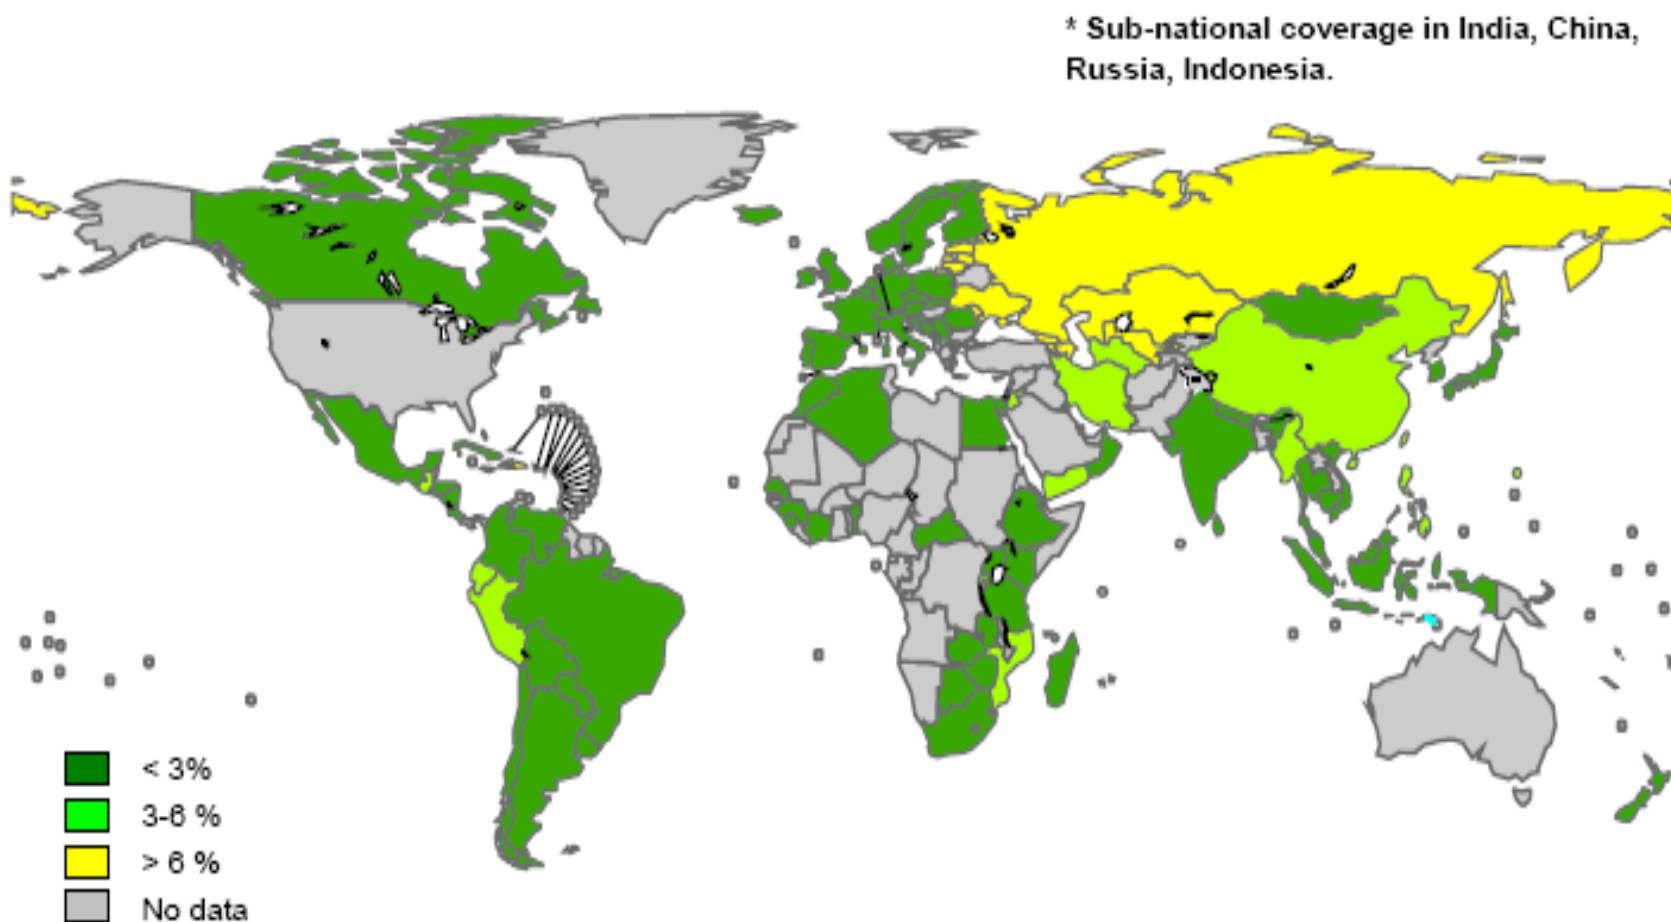 * Sub-national coverage in India, China,
Russia, Indonesia.
< 3%
3-6 %
> 6 %
No data